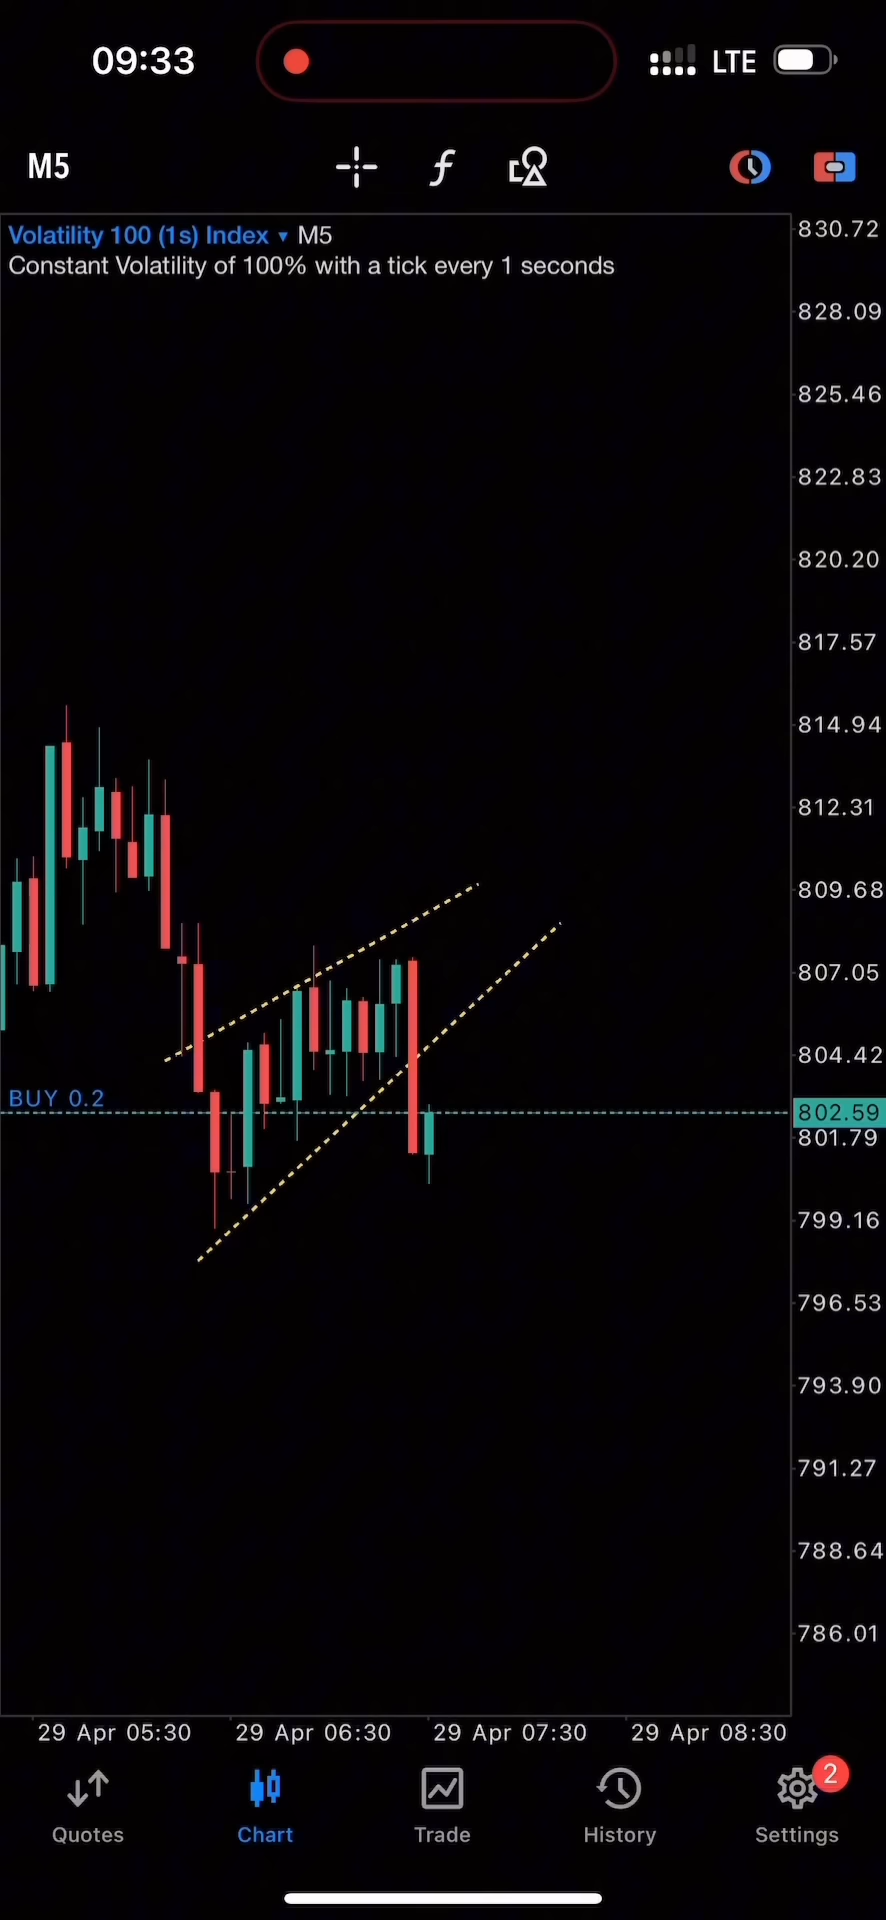 09:33
LTE
M5
f
Volatility 100 (1s) Index ▾ M5
Constant Volatility of 100% with a tick every 1 seconds
830.72
828.09
825.46
822.83
820.20
817.57
814.94
812.31
809.68
807.05
804.42
BUY 0.2
802.59
801.79
799.16
796.53
793.90
791.27
788.64
786.01
29 Apr 05:30
29 Apr 06:30
29 Apr 07:30
29 Apr 08:30
2
Quotes
Chart
Trade
History
Settings